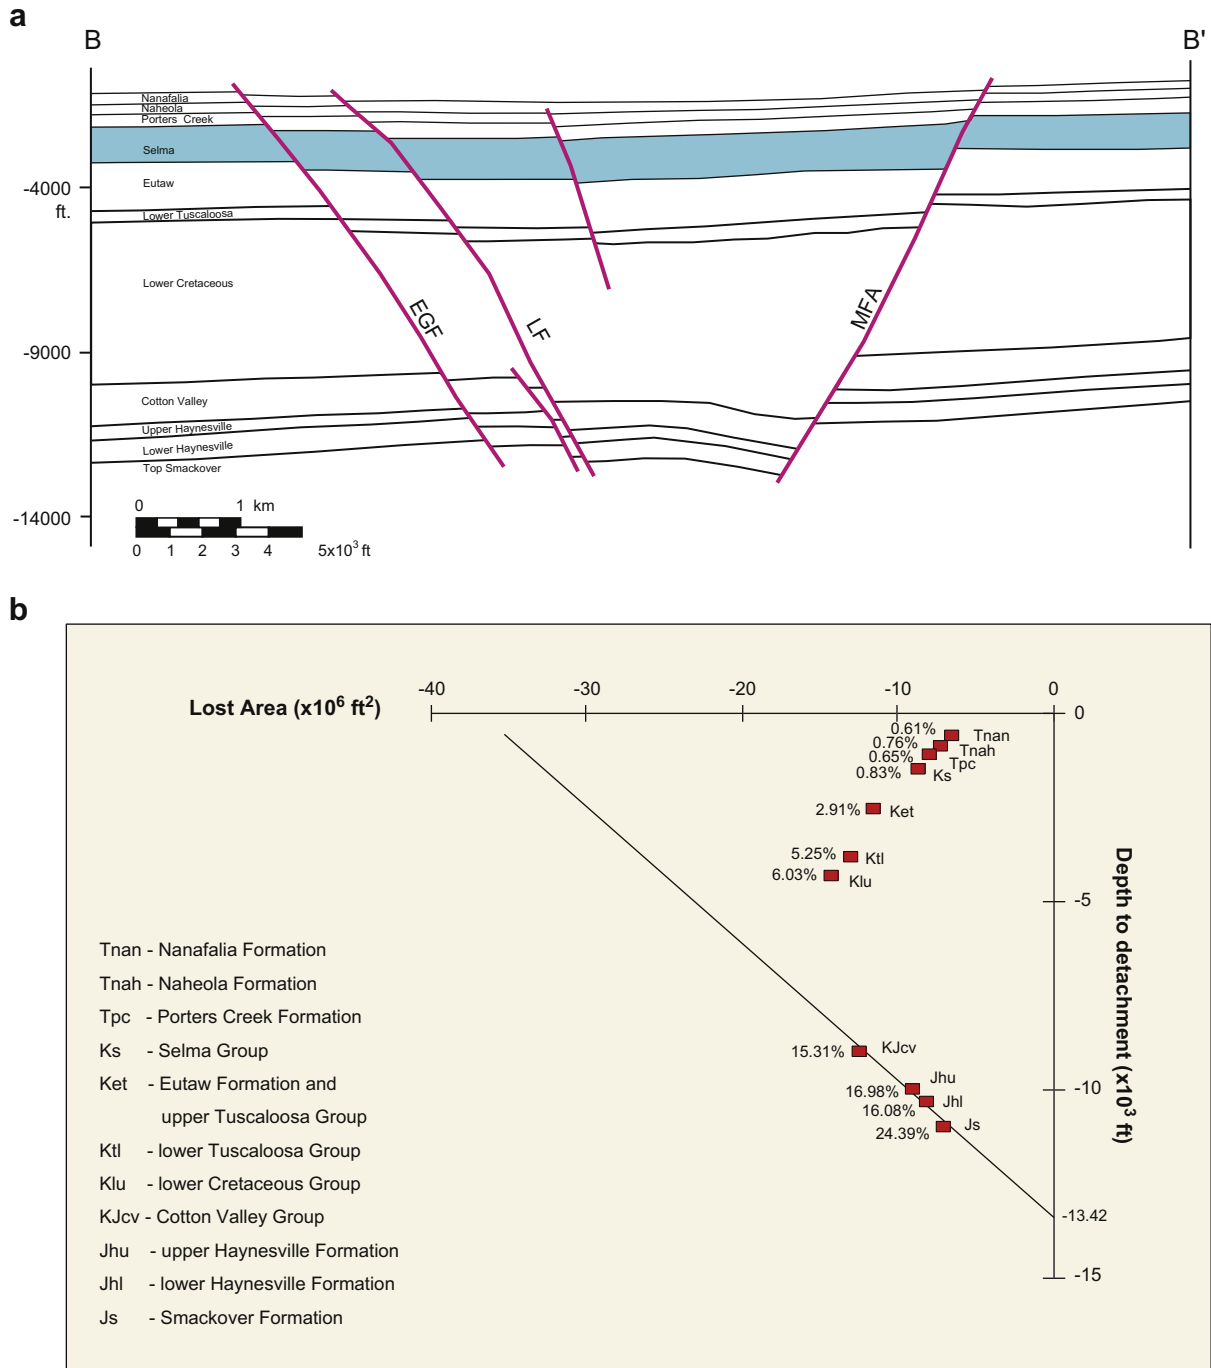 a
B
B'
Nanafalia
Naheola
Porters Creek
Selma
-4000
ft.
Eutaw
Lower Tuscaloosa
Lower Cretaceous
EGF
LF
MFA
-9000
Cotton Valley
Upper Haynesville
Lower Haynesville
Top Smackover
-14000
0 1 km
0 1 2 3 4 5x10³ ft
b
Lost Area (x10⁶ ft²)
-40 -30 -20 -10 0
0
0.61% Tnan
0.76% Tnah
0.65% Tpc
0.83% Ks
2.91% Ket
5.25% Ktl
6.03% Klu
-5
Depth to detachment (x10³ ft)
15.31% KJcv
16.98% Jhu
16.08% Jhl
24.39% Js
-10
-13.42
-15
Tnan - Nanafalia Formation
Tnah - Naheola Formation
Tpc - Porters Creek Formation
Ks - Selma Group
Ket - Eutaw Formation and
upper Tuscaloosa Group
Ktl - lower Tuscaloosa Group
Klu - lower Cretaceous Group
KJcv - Cotton Valley Group
Jhu - upper Haynesville Formation
Jhl - lower Haynesville Formation
Js - Smackover Formation